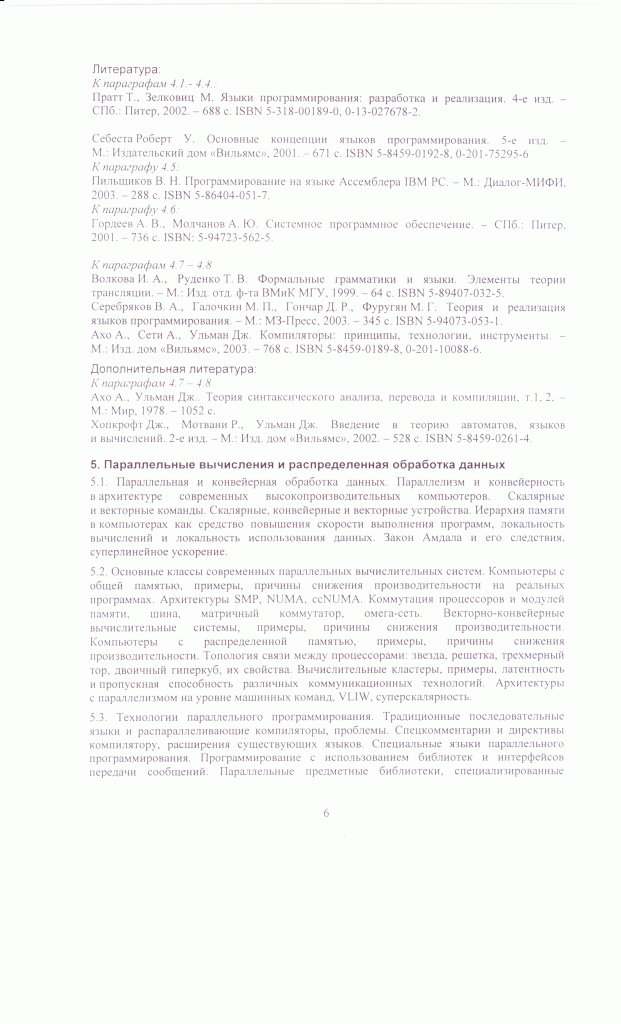 Литература:
К параграфам 4.1.- 4.4.:
Пратт Т., Зелковиц М. Языки программирования: разработка и реализация. 4-е изд. –
СПб.: Питер, 2002. – 688 с. ISBN 5-318-00189-0, 0-13-027678-2.
Себеста Роберт У. Основные концепции языков программирования. 5-е изд. –
М.: Издательский дом «Вильямс», 2001. – 671 с. ISBN 5-8459-0192-8, 0-201-75295-6
К параграфу 4.5:
Пильщиков В. Н. Программирование на языке Ассемблера IBM PC. – М.: Диалог-МИФИ,
2003. – 288 с. ISBN 5-86404-051-7.
К параграфу 4.6:
Гордеев А. В., Молчанов А. Ю. Системное программное обеспечение. – СПб.: Питер,
2001. – 736 с. ISBN: 5-94723-562-5.
К параграфам 4.7 – 4.8
Волкова И. А., Руденко Т. В. Формальные грамматики и языки. Элементы теории
трансляции. – М.: Изд. отд. ф-та ВМиК МГУ, 1999. – 64 с. ISBN 5-89407-032-5.
Серебряков В. А., Галочкин М. П., Гончар Д. Р., Фуругян М. Г. Теория и реализация
языков программирования. – М.: МЗ-Пресс, 2003. – 345 с. ISBN 5-94073-053-1.
Ахо А., Сети А., Ульман Дж. Компиляторы: принципы, технологии, инструменты. –
М.: Изд. дом «Вильямс», 2003. – 768 с. ISBN 5-8459-0189-8, 0-201-10088-6.
Дополнительная литература:
К параграфам 4.7 – 4.8
Ахо А., Ульман Дж.. Теория синтаксического анализа, перевода и компиляции, т.1, 2. –
М.: Мир, 1978. – 1052 с.
Хопкрофт Дж., Мотвани Р., Ульман Дж. Введение в теорию автоматов, языков
и вычислений. 2-е изд. – М.: Изд. дом «Вильямс», 2002. – 528 с. ISBN 5-8459-0261-4.
5. Параллельные вычисления и распределенная обработка данных
5.1. Параллельная и конвейерная обработка данных. Параллелизм и конвейерность
в архитектуре современных высокопроизводительных компьютеров. Скалярные
и векторные команды. Скалярные, конвейерные и векторные устройства. Иерархия памяти
в компьютерах как средство повышения скорости выполнения программ, локальность
вычислений и локальность использования данных. Закон Амдала и его следствия,
суперлинейное ускорение.
5.2. Основные классы современных параллельных вычислительных систем. Компьютеры с
общей памятью, примеры, причины снижения производительности на реальных
программах. Архитектуры SMP, NUMA, ccNUMA. Коммутация процессоров и модулей
памяти, шина, матричный коммутатор, омега-сеть. Векторно-конвейерные
вычислительные системы, примеры, причины снижения производительности.
Компьютеры с распределенной памятью, примеры, причины снижения
производительности. Топология связи между процессорами: звезда, решетка, трехмерный
тор, двоичный гиперкуб, их свойства. Вычислительные кластеры, примеры, латентность
и пропускная способность различных коммуникационных технологий. Архитектуры
с параллелизмом на уровне машинных команд, VLIW, суперскалярность.
5.3. Технологии параллельного программирования. Традиционные последовательные
языки и распараллеливающие компиляторы, проблемы. Спецкомментарии и директивы
компилятору, расширения существующих языков. Специальные языки параллельного
программирования. Программирование с использованием библиотек и интерфейсов
передачи сообщений. Параллельные предметные библиотеки, специализированные
6